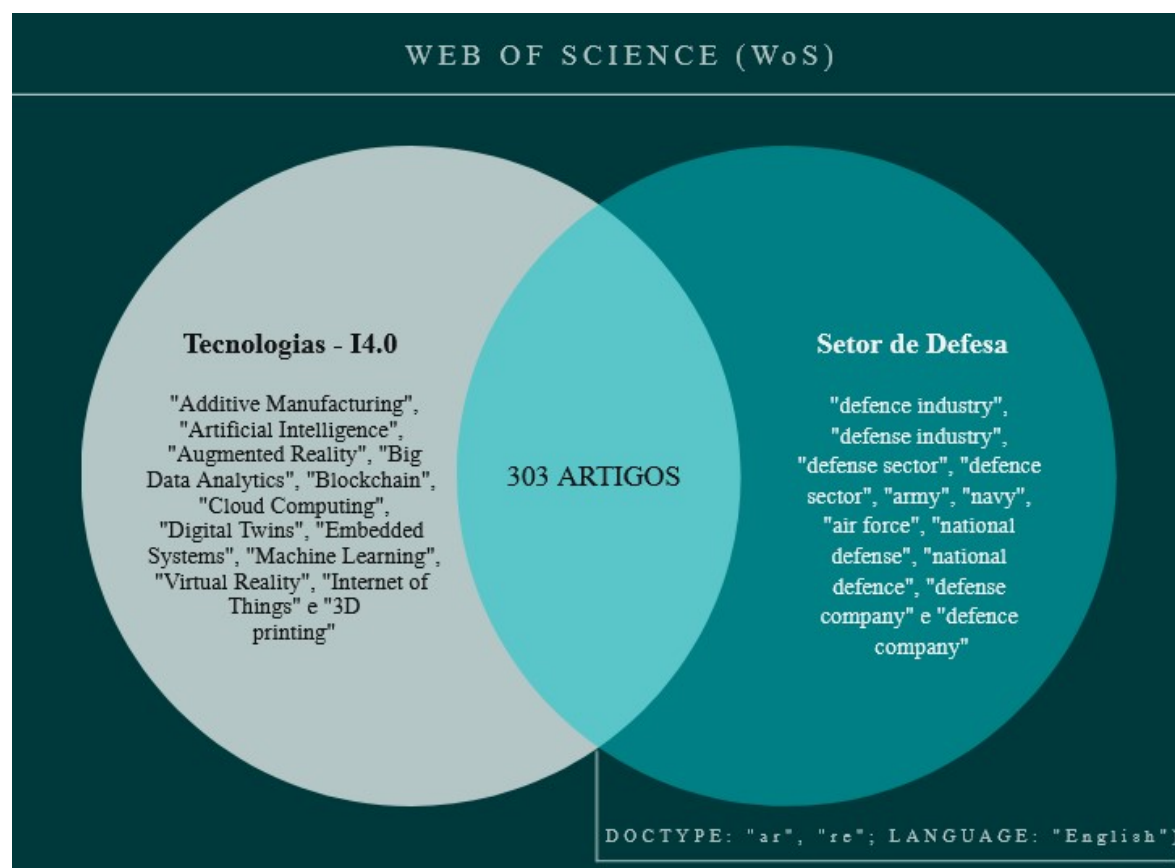 WEB OF SCIENCE (WoS)
Tecnologias - I4.0
"Additive Manufacturing",
"Artificial Intelligence",
"Augmented Reality", "Big
Data Analytics", "Blockchain",
"Cloud Computing",
"Digital Twins", "Embedded
Systems", "Machine Learning",
"Virtual Reality", "Internet of
Things" e "3D
printing"
303 ARTIGOS
Setor de Defesa
"defence industry",
"defense industry",
"defense sector", "defence
sector", "army", "navy",
"air force", "national
defense", "national
defence", "defense
company" e "defence
company"
DOCTYPE: "ar", "re"; LANGUAGE: "English")